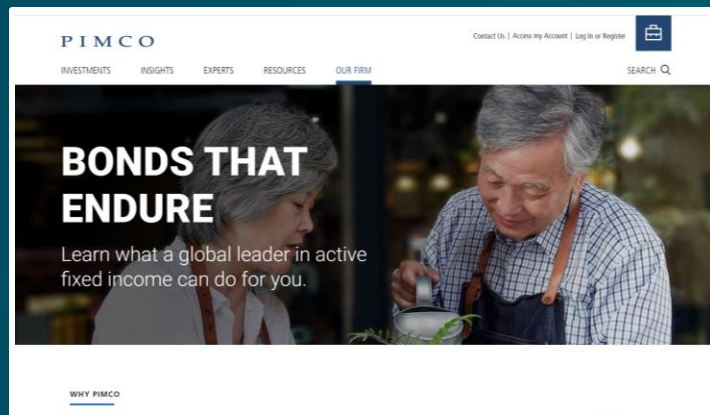 PIMCO
Contact Us | Access my Account | Log In or Register
INVESTMENTS INSIGHTS EXPERTS RESOURCES OUR FIRM SEARCH
BONDS THAT
ENDURE
Learn what a global leader in active
fixed income can do for you.
WHY PIMCO